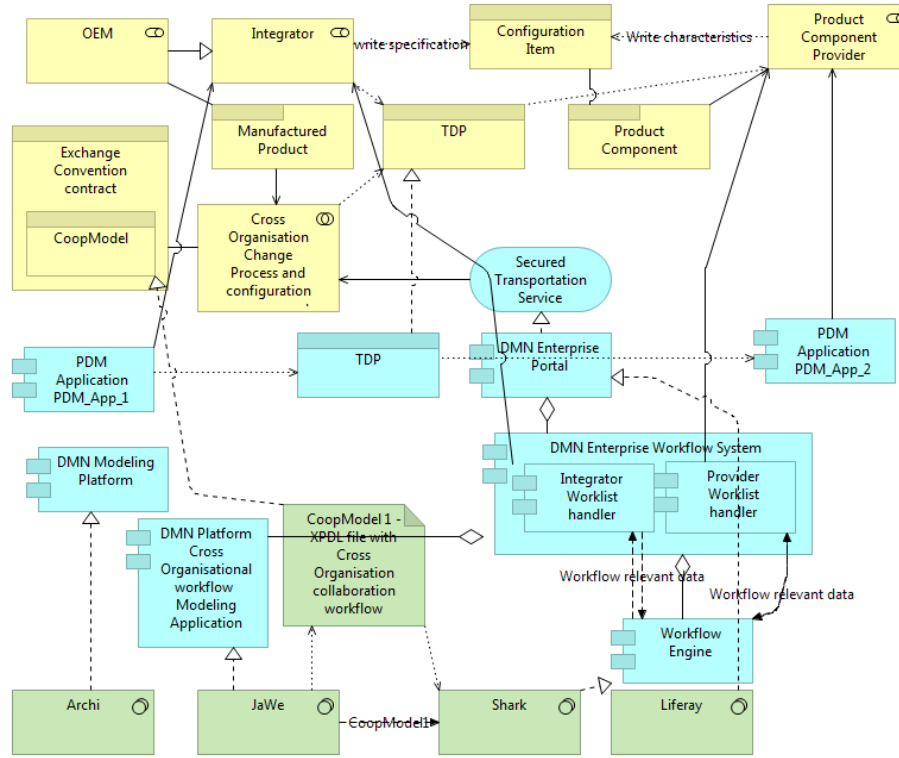 OEM
Integrator
write specification
Configuration
Item
Write characteristics
Product
Component
Provider
Exchange
Convention
contract
CoopModel
Manufactured
Product
TDP
Product
Component
Cross
Organisation
Change
Process and
configuration
.
Secured
Transportation
Service
PDM
Application
PDM_App_1
TDP
DMN Enterprise
Portal
PDM
Application
PDM_App_2
DMN Modeling
Platform
DMN Enterprise Workflow System
Integrator
Worklist
handler
Provider
Worklist
handler
DMN Platform
Cross
Organisational
workflow
Modeling
Application
CoopModel 1 -
XPDL file with
Cross
Organisation
collaboration
workflow
Workflow relevant data
Workflow relevant data
Workflow
Engine
Archi
JaWe
CoopModel1
Shark
Liferay